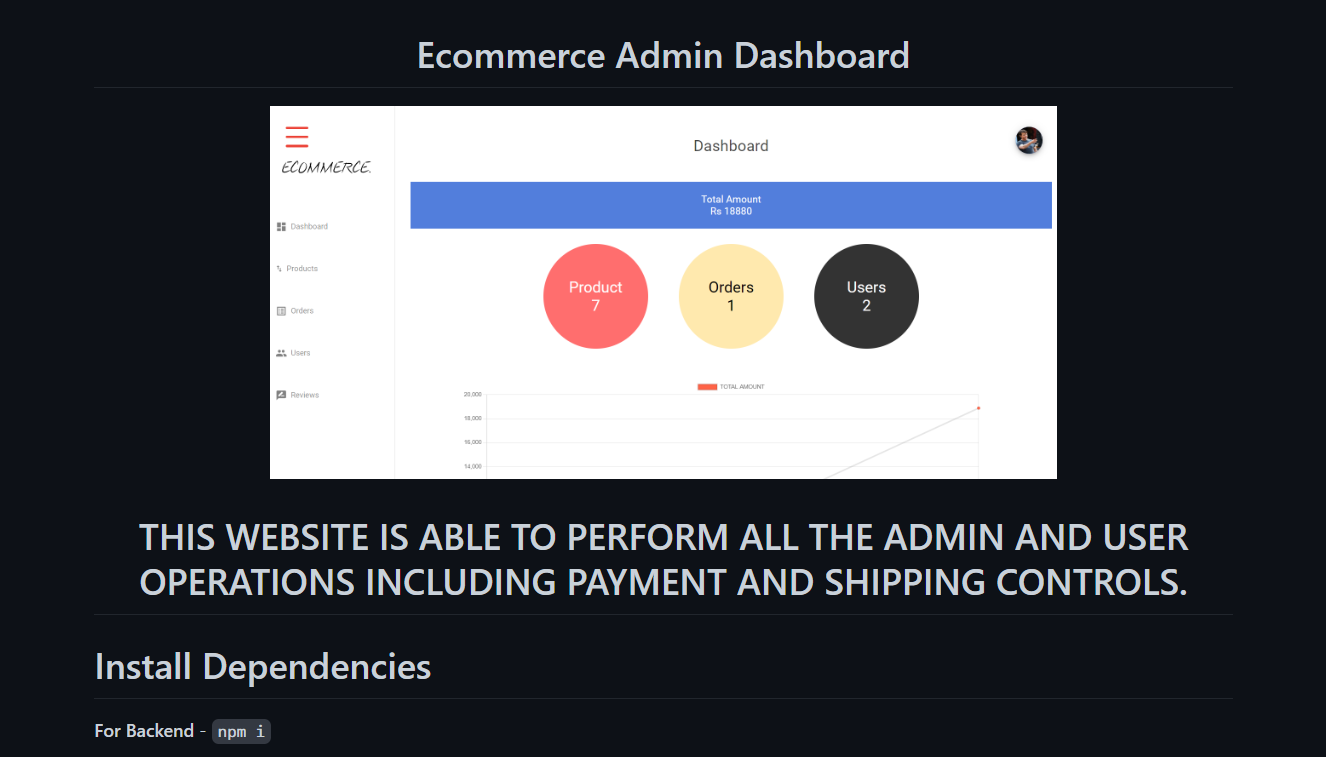 Ecommerce Admin Dashboard
ECOMMERCE.
Dashboard
Total Amount
Rs 18880
Dashboard
Products
Orders
Users
Reviews
Product
7
Orders
1
Users
2
TOTAL AMOUNT
20,000
18,000
16,000
14,000
THIS WEBSITE IS ABLE TO PERFORM ALL THE ADMIN AND USER
OPERATIONS INCLUDING PAYMENT AND SHIPPING CONTROLS.
Install Dependencies
For Backend - npm i